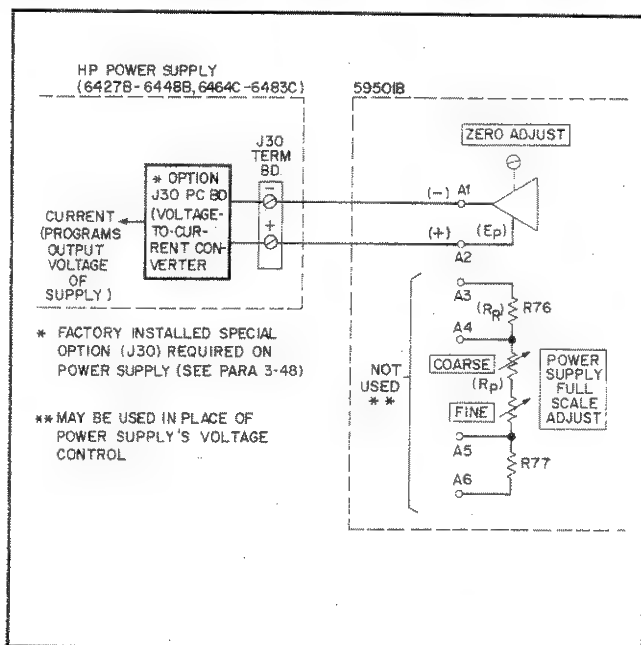 HP POWER SUPPLY
(6427B-6448B, 6464C-6483C)
59501B
ZERO ADJUST
J30
TERM
BD.
* OPTION
J30 PC BD
(VOLTAGE-
TO-CUR-
RENT CON-
VERTER
-
+
(-) A1
(+) (Ep)
A2
CURRENT
(PROGRAMS
OUTPUT
VOLTAGE
OF
SUPPLY)
A3
(RR) R76
A4
COARSE
(Rp)
FINE
POWER
SUPPLY
FULL
SCALE
ADJUST
A5
R77
A6
NOT
USED
**
* FACTORY INSTALLED SPECIAL
OPTION (J30) REQUIRED ON
POWER SUPPLY (SEE PARA 3-48)
** MAY BE USED IN PLACE OF
POWER SUPPLY'S VOLTAGE
CONTROL